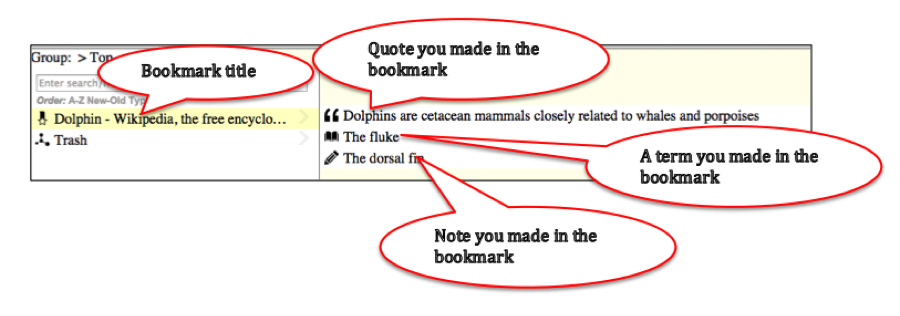 Quote you made in the
bookmark
Group: > Top
Bookmark title
Enter search
Order: A-Z New-Old Typ
Dolphin - Wikipedia, the free encyclo...
Trash
Dolphins are cetacean mammals closely related to whales and porpoises
The fluke
The dorsal fin
A term you made in the
bookmark
Note you made in the
bookmark